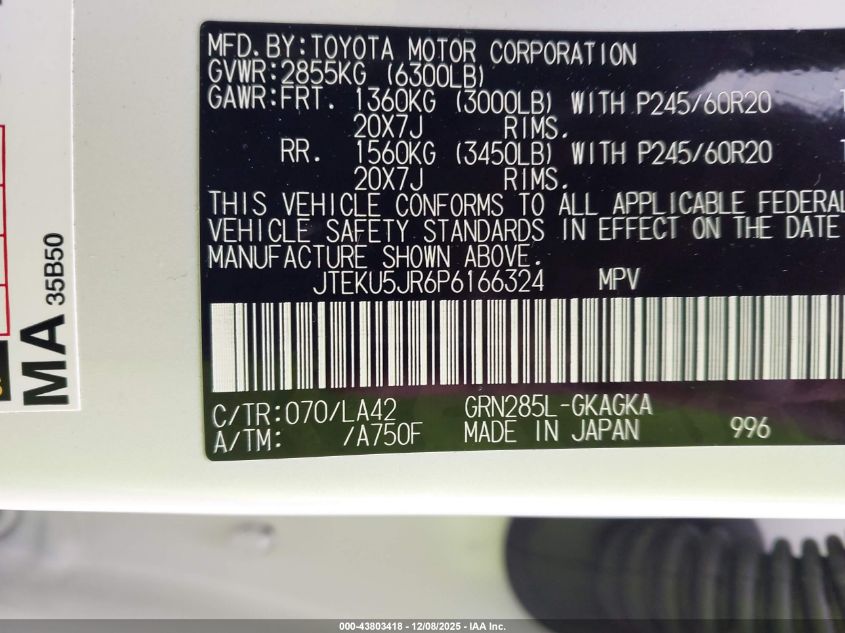 MFD. BY: TOYOTA MOTOR CORPORATION
GVWR: 2855KG (6300LB)
GAWR: FRT. 1360KG (3000LB) WITH P245/60R20
20X7J RIMS.
RR. 1560KG (3450LB) WITH P245/60R20
20X7J RIMS.
THIS VEHICLE CONFORMS TO ALL APPLICABLE FEDERAL
VEHICLE SAFETY STANDARDS IN EFFECT ON THE DATE
MANUFACTURE SHOWN ABOVE.
JTEKU5JR6P6166324 MPV
C/TR: 070/LA42 GRN285L-GKAGKA
A/TM: /A750F MADE IN JAPAN 996
MA 35B50
000-43803418 - 12/08/2025 - IAA Inc.